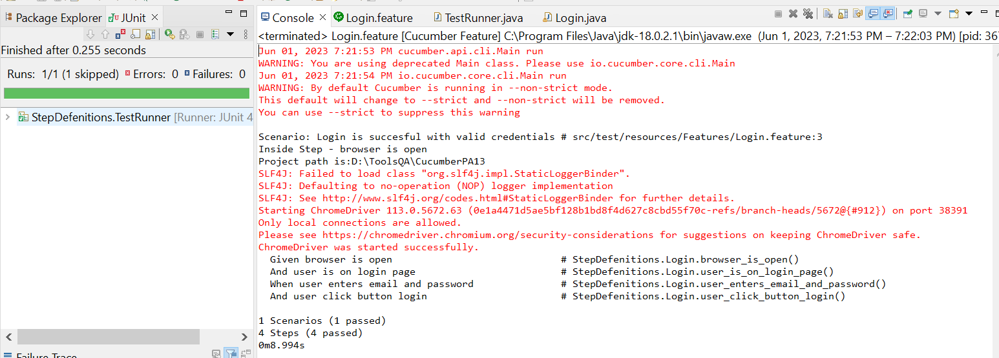 Package Explorer
JUnit
Finished after 0.255 seconds
Runs: 1/1 (1 skipped)
Errors: 0
Failures: 0
StepDefenitions.TestRunner [Runner: JUnit 4
Failure Trace
Console
Login.feature
TestRunner.java
Login.java
<terminated> Login.feature [Cucumber Feature] C:\Program Files\Java\jdk-18.0.2.1\bin\javaw.exe (Jun 1, 2023, 7:21:53 PM – 7:22:03 PM) [pid: 36
Jun 01, 2023 7:21:53 PM cucumber.api.cli.Main run
WARNING: You are using deprecated Main class. Please use io.cucumber.core.cli.Main
Jun 01, 2023 7:21:54 PM io.cucumber.core.cli.Main run
WARNING: By default Cucumber is running in --non-strict mode.
This default will change to --strict and --non-strict will be removed.
You can use --strict to suppress this warning
Scenario: Login is succesful with valid credentials # src/test/resources/Features/Login.feature:3
Inside Step - browser is open
Project path is:D:\ToolsQA\CucumberPA13
SLF4J: Failed to load class "org.slf4j.impl.StaticLoggerBinder".
SLF4J: Defaulting to no-operation (NOP) logger implementation
SLF4J: See http://www.slf4j.org/codes.html#StaticLoggerBinder for further details.
Starting ChromeDriver 113.0.5672.63 (0e1a4471d5ae5bf128b1bd8f4d627c8cbd55f70c-refs/branch-heads/5672@{#912}) on port 38391
Only local connections are allowed.
Please see https://chromedriver.chromium.org/security-considerations for suggestions on keeping ChromeDriver safe.
ChromeDriver was started successfully.
Given browser is open # StepDefenitions.Login.browser_is_open()
And user is on login page # StepDefenitions.Login.user_is_on_login_page()
When user enters email and password # StepDefenitions.Login.user_enters_email_and_password()
And user click button login # StepDefenitions.Login.user_click_button_login()
1 Scenarios (1 passed)
4 Steps (4 passed)
0m8.994s